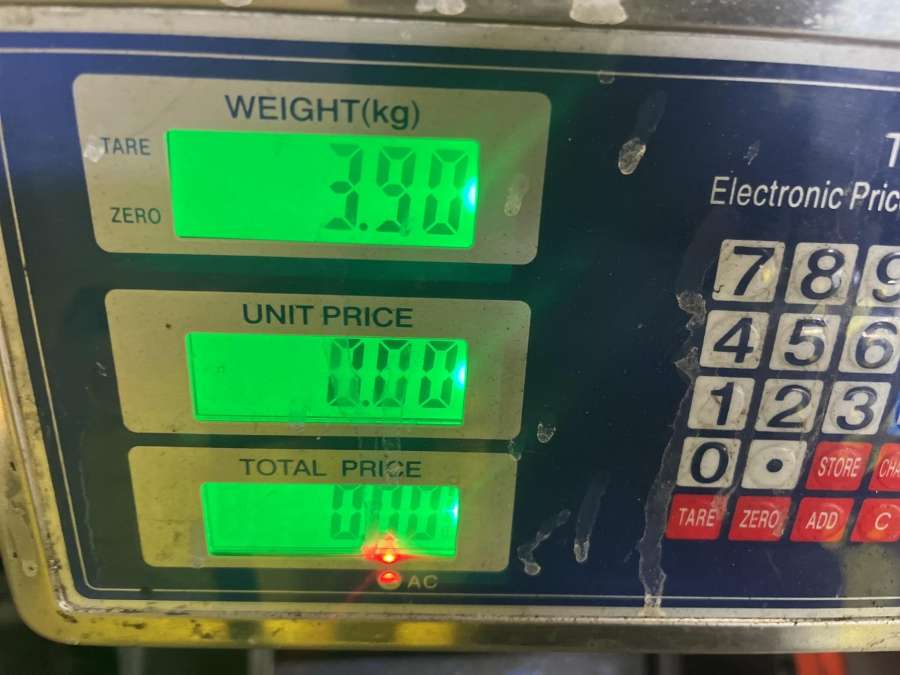 WEIGHT(kg)
TARE
3.90
ZERO
UNIT PRICE
0.00
TOTAL PRICE
0.00
AC
Electronic
7 8 9
4 5 6
1 2 3
0 .
STORE
TARE ZERO ADD C